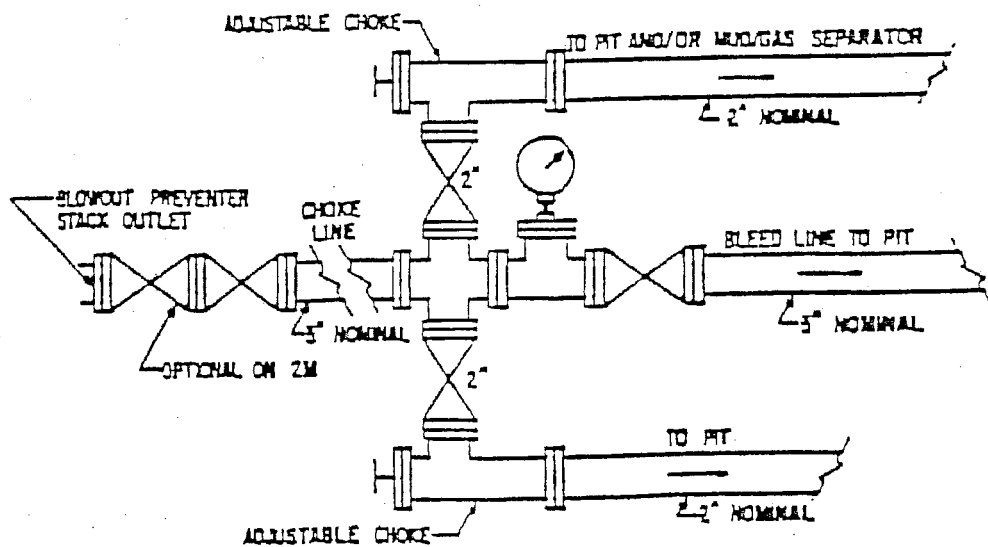 ADJUSTABLE CHOKE
TO PIT AND/OR MUD/GAS SEPARATOR
2" NOMINAL
2"
BLOWOUT PREVENTER
STACK OUTLET
CHOKE
LINE
BLEED LINE TO PIT
3" NOMINAL
3" NOMINAL
OPTIONAL ON 2M
2"
TO PIT
2" NOMINAL
ADJUSTABLE CHOKE